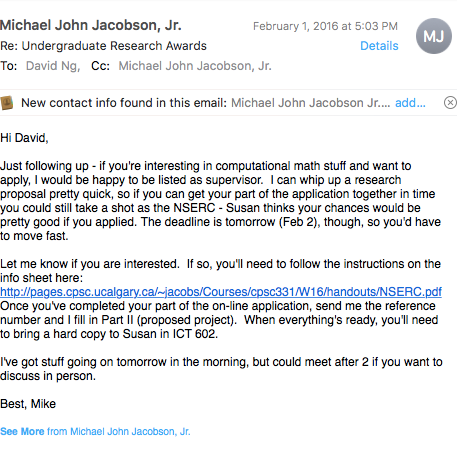 Michael John Jacobson, Jr.
February 1, 2016 at 5:03 PM
MJ
Re: Undergraduate Research Awards
Details
To: David Ng, Cc: Michael John Jacobson, Jr.
New contact info found in this email: Michael John Jacobson Jr.... add...
Hi David,
Just following up - if you're interesting in computational math stuff and want to
apply, I would be happy to be listed as supervisor. I can whip up a research
proposal pretty quick, so if you can get your part of the application together in time
you could still take a shot as the NSERC - Susan thinks your chances would be
pretty good if you applied. The deadline is tomorrow (Feb 2), though, so you'd have
to move fast.
Let me know if you are interested. If so, you'll need to follow the instructions on the
info sheet here:
http://pages.cpsc.ucalgary.ca/~jacobs/Courses/cpsc331/W16/handouts/NSERC.pdf
Once you've completed your part of the on-line application, send me the reference
number and I fill in Part II (proposed project). When everything's ready, you'll need
to bring a hard copy to Susan in ICT 602.
I've got stuff going on tomorrow in the morning, but could meet after 2 if you want to
discuss in person.
Best, Mike
See More from Michael John Jacobson, Jr.